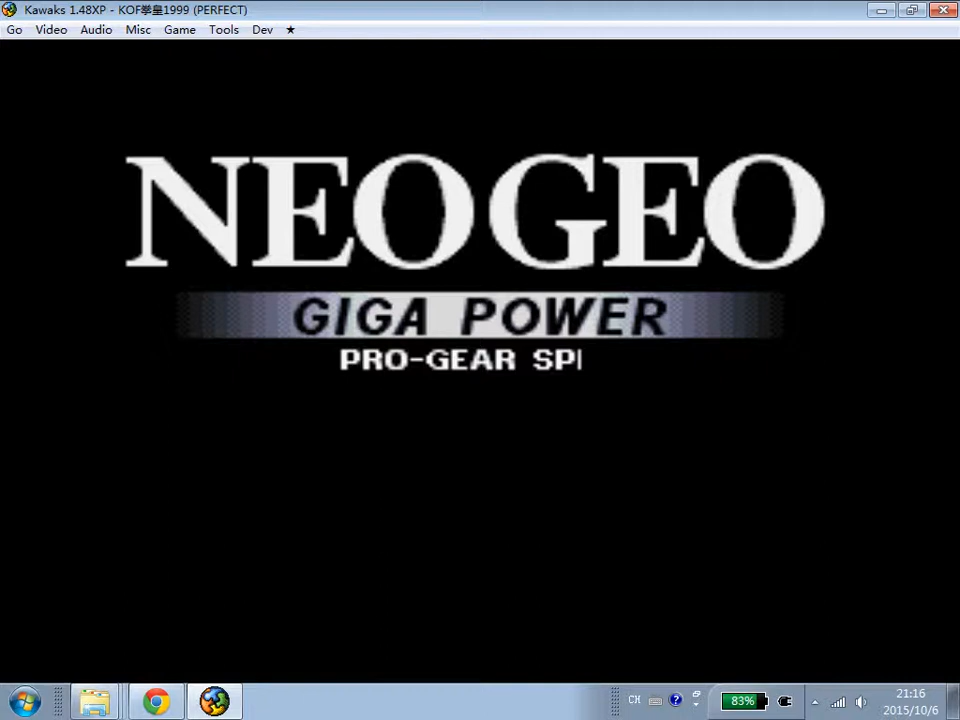 Kawaks 1.48XP - KOF拳皇1999 (PERFECT)
Go Video Audio Misc Game Tools Dev ★
NEOGEO
GIGA POWER
PRO-GEAR SP
CH
83%
21:16
2015/10/6